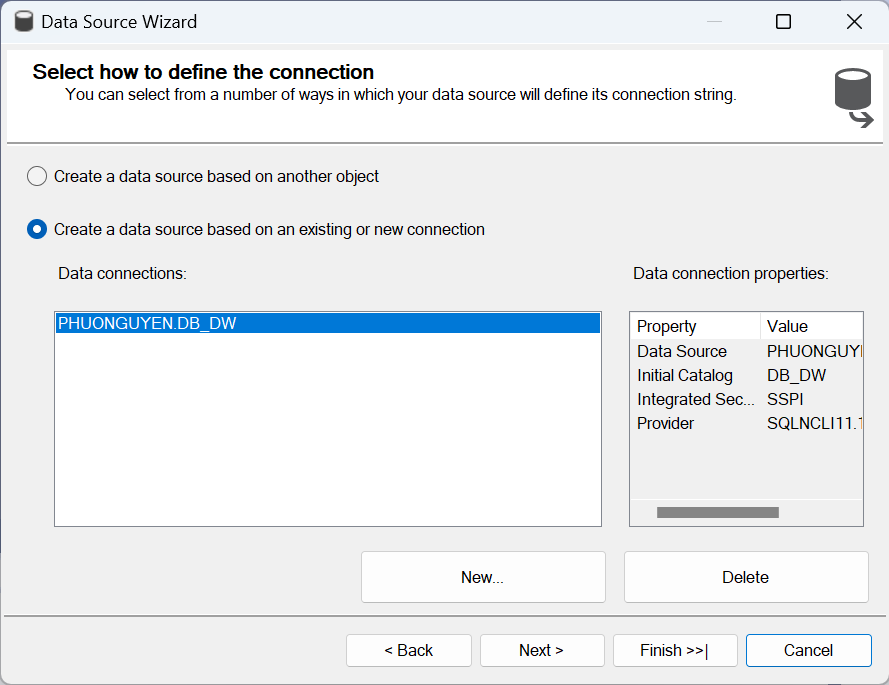 Data Source Wizard
Select how to define the connection
You can select from a number of ways in which your data source will define its connection string.
Create a data source based on another object
Create a data source based on an existing or new connection
Data connections:
Data connection properties:
PHUONGUYEN.DB_DW
Property Value
Data Source PHUONGUY
Initial Catalog DB_DW
Integrated Sec... SSPI
Provider SQLNCLI11.
New...
Delete
< Back
Next >
Finish >>|
Cancel